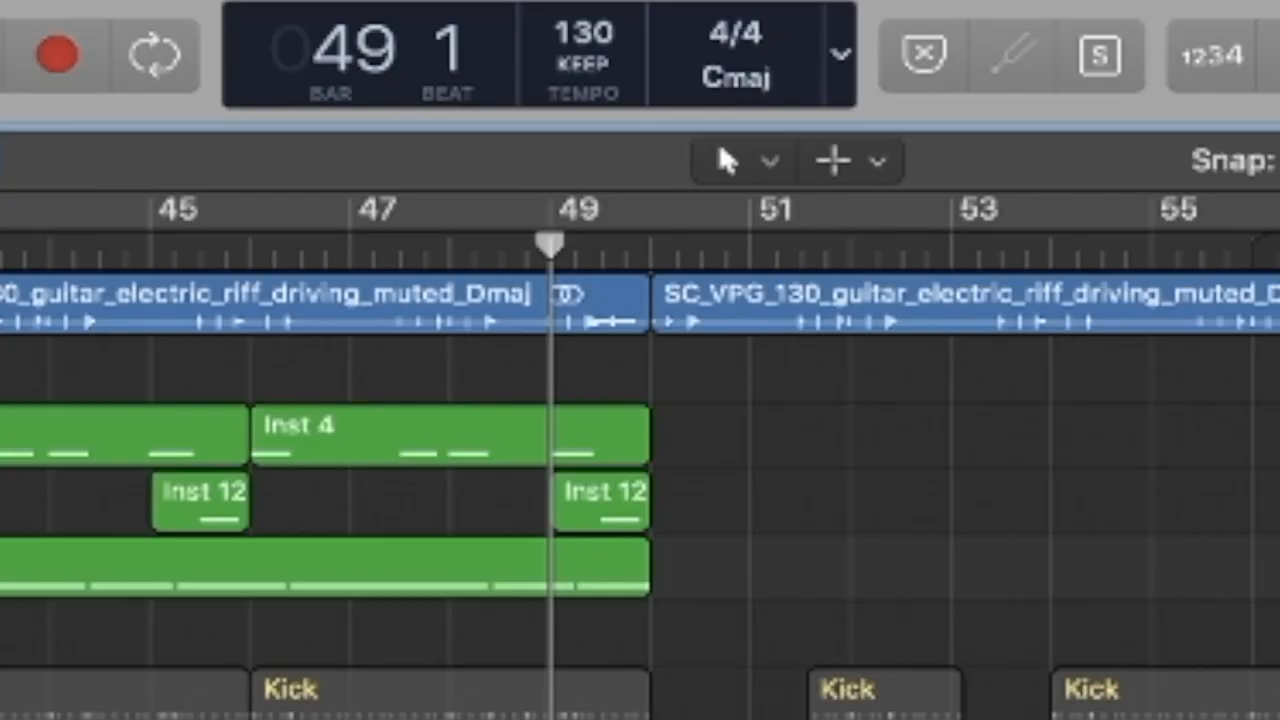 049 1 130 4/4
KEEP Cmaj
BAR BEAT TEMPO
S 1234
Snap:
45 47 49 51 53 55
0_guitar_electric_riff_driving_muted_Dmaj SC_VPG_130_guitar_electric_riff_driving_muted_D
Inst 4
Inst 12 Inst 12
Kick Kick Kick